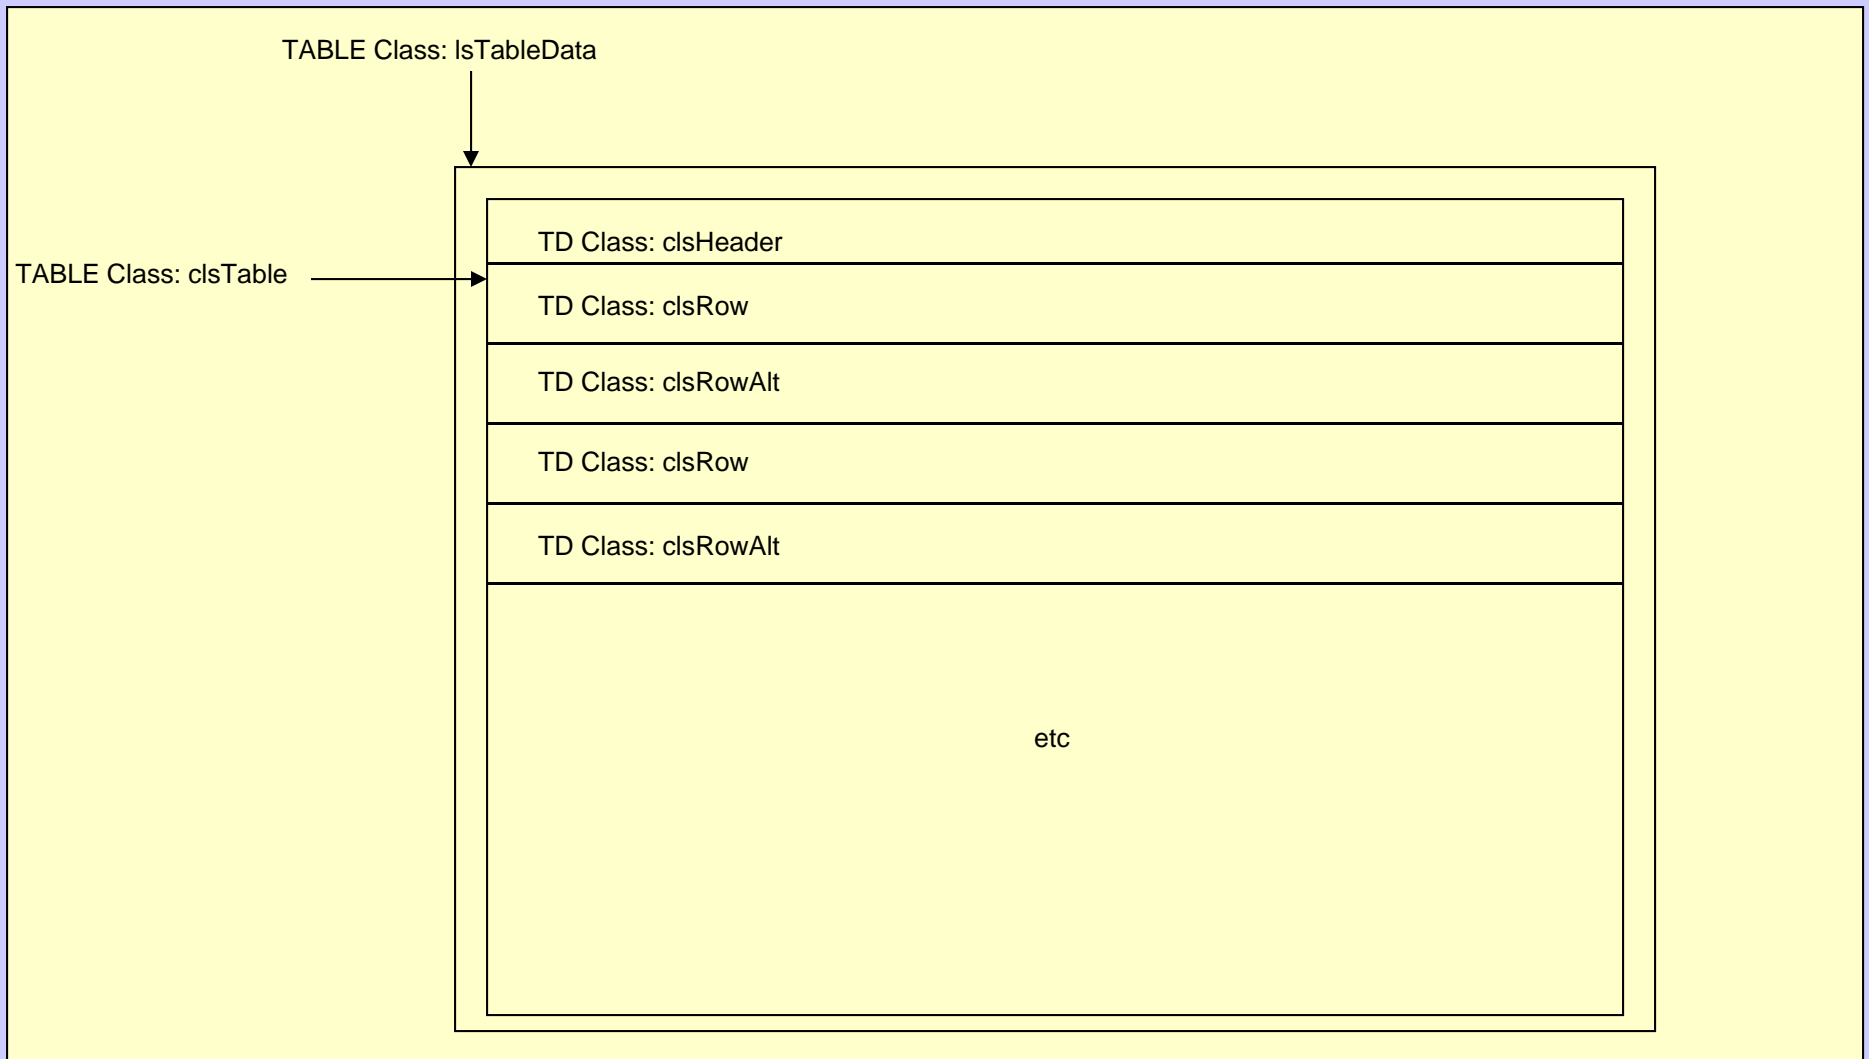 TABLE Class: lsTableData
TD Class: clsHeader
TABLE Class: clsTable
TD Class: clsRow
TD Class: clsRowAlt
TD Class: clsRow
TD Class: clsRowAlt
etc